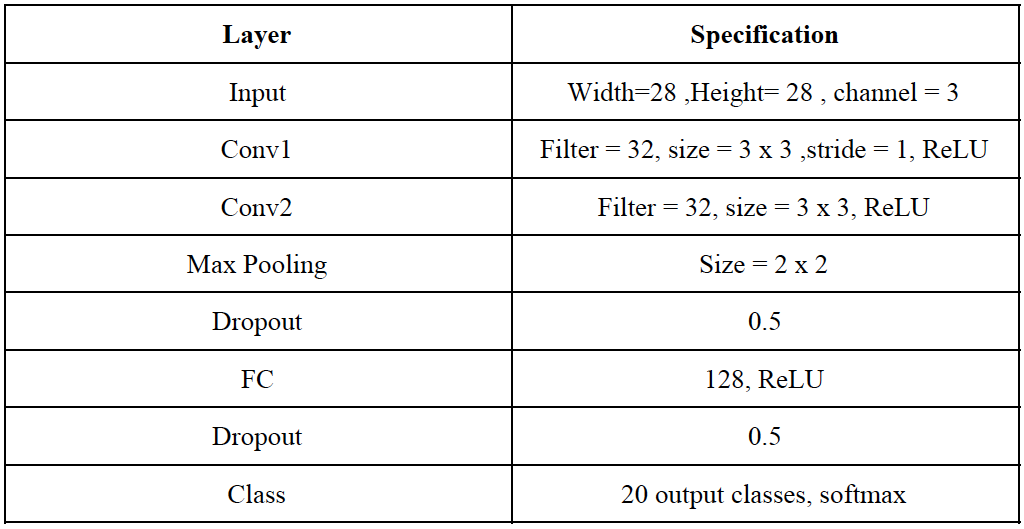 Layer Specification
Input Width=28 ,Height= 28 , channel = 3
Conv1 Filter = 32, size = 3 x 3 ,stride = 1, ReLU
Conv2 Filter = 32, size = 3 x 3, ReLU
Max Pooling Size = 2 x 2
Dropout 0.5
FC 128, ReLU
Dropout 0.5
Class 20 output classes, softmax